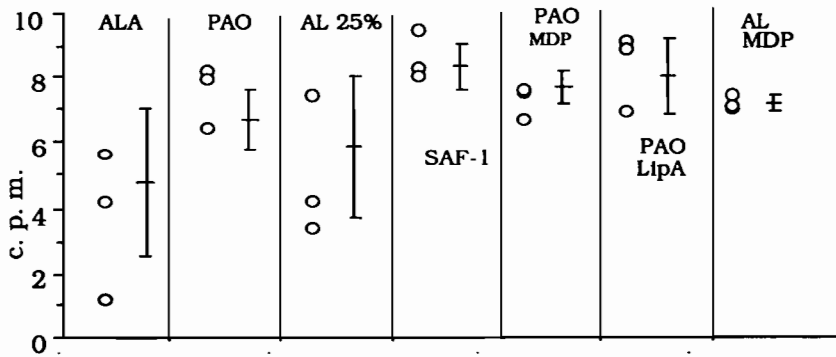 10
8
6
4
2
0
c. p. m.
ALA
PAO
AL 25%
SAF-1
PAO
MDP
PAO
LipA
AL
MDP